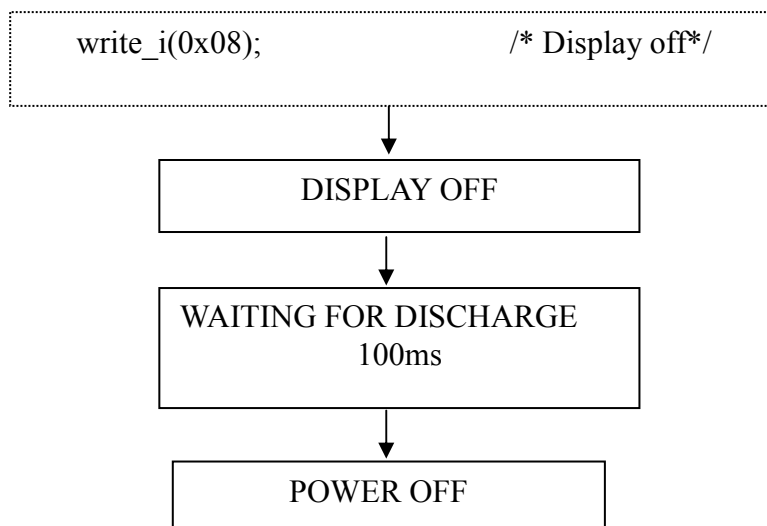 write_i(0x08); /* Display off*/
DISPLAY OFF
WAITING FOR DISCHARGE
100ms
POWER OFF